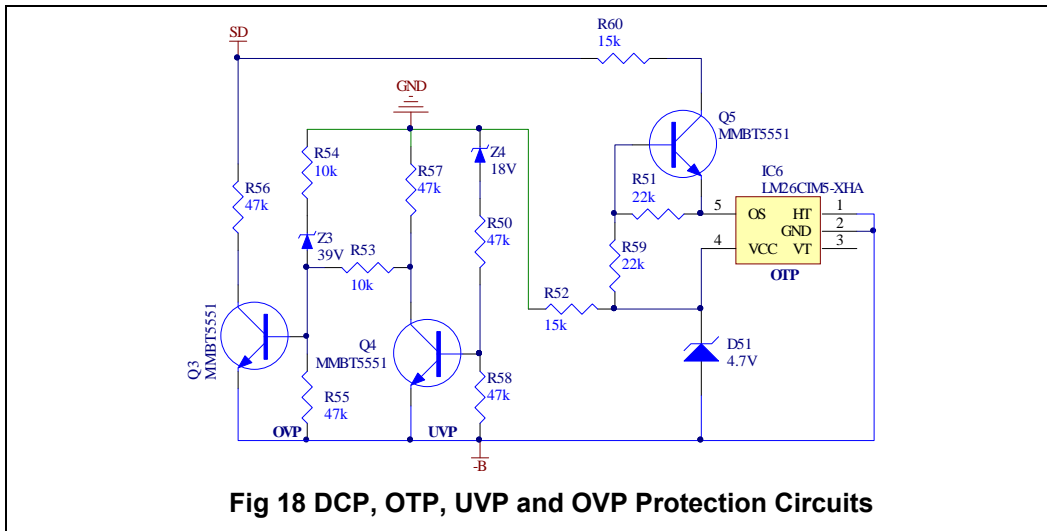 SD
R60
15k
GND
Q5
MMBT5551
R54
10k
R57
47k
Z4
18V
R56
47k
R51
22k
IC6
LM26CIM5-XHA
5
OS
HT
1
GND
2
4
VCC
VT
3
OTP
R50
47k
Z3
39V
R53
10k
R59
22k
R52
15k
Q3
MMBT5551
Q4
MMBT5551
D51
4.7V
R55
47k
R58
47k
OVP
UVP
-B
Fig 18 DCP, OTP, UVP and OVP Protection Circuits